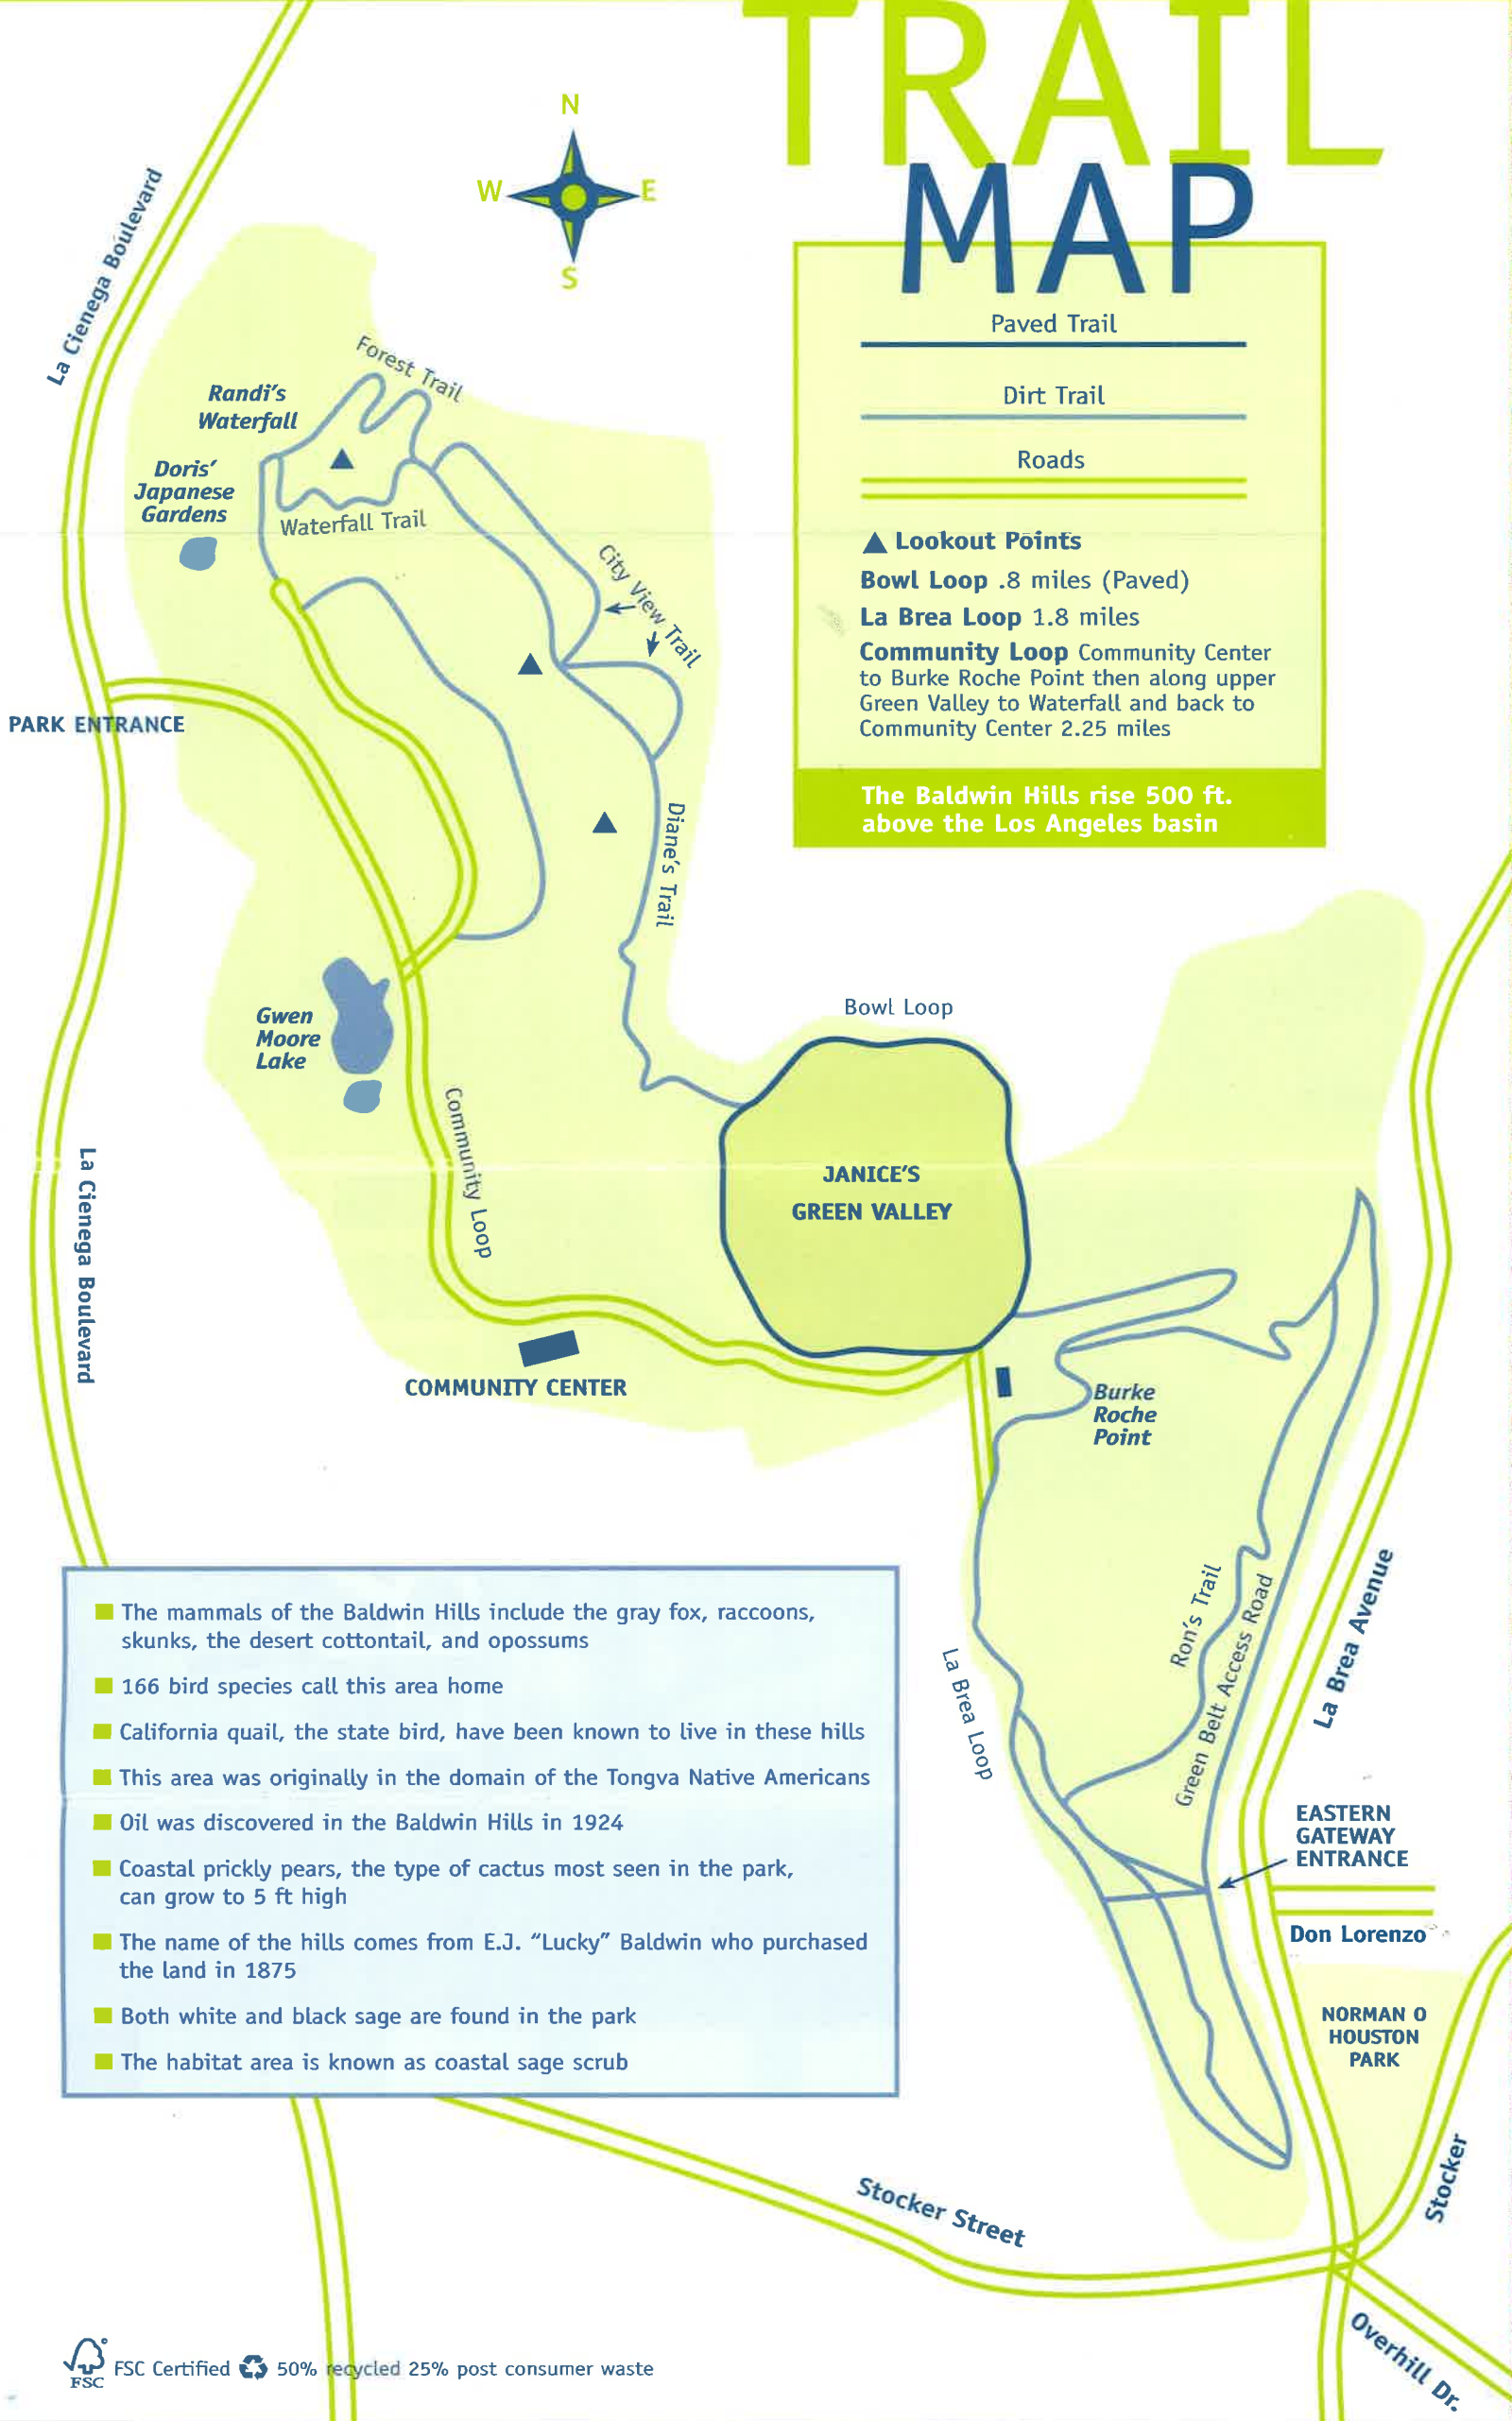 TRAIL
MAP
N
W
E
S
Paved Trail
Dirt Trail
Roads
Lookout Points
Bowl Loop .8 miles (Paved)
La Brea Loop 1.8 miles
Community Loop Community Center
to Burke Roche Point then along upper
Green Valley to Waterfall and back to
Community Center 2.25 miles
The Baldwin Hills rise 500 ft.
above the Los Angeles basin
La Cienega Boulevard
Forest Trail
Randi's
Waterfall
Doris'
Japanese
Gardens
Waterfall Trail
City View Trail
PARK ENTRANCE
Diane's Trail
Gwen
Moore
Lake
Bowl Loop
Community Loop
JANICE'S
GREEN VALLEY
La Cienega Boulevard
COMMUNITY CENTER
Burke
Roche
Point
Ron's Trail
Green Belt Access Road
La Brea Avenue
La Brea Loop
EASTERN
GATEWAY
ENTRANCE
Don Lorenzo
NORMAN O
HOUSTON
PARK
The mammals of the Baldwin Hills include the gray fox, raccoons,
skunks, the desert cottontail, and opossums
166 bird species call this area home
California quail, the state bird, have been known to live in these hills
This area was originally in the domain of the Tongva Native Americans
Oil was discovered in the Baldwin Hills in 1924
Coastal prickly pears, the type of cactus most seen in the park,
can grow to 5 ft high
The name of the hills comes from E.J. "Lucky" Baldwin who purchased
the land in 1875
Both white and black sage are found in the park
The habitat area is known as coastal sage scrub
Stocker Street
Stocker
Overhill Dr.
FSC
FSC Certified 50% recycled 25% post consumer waste